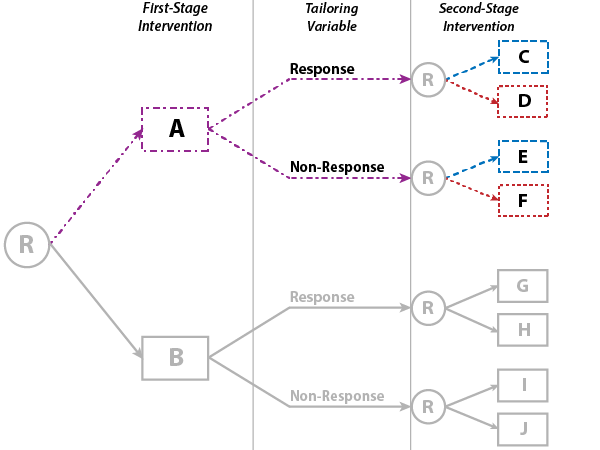 First-Stage
Intervention
Tailoring
Variable
Second-Stage
Intervention
Response
R
C
D
A
Non-Response
R
E
F
R
Response
R
G
H
B
Non-Response
R
I
J